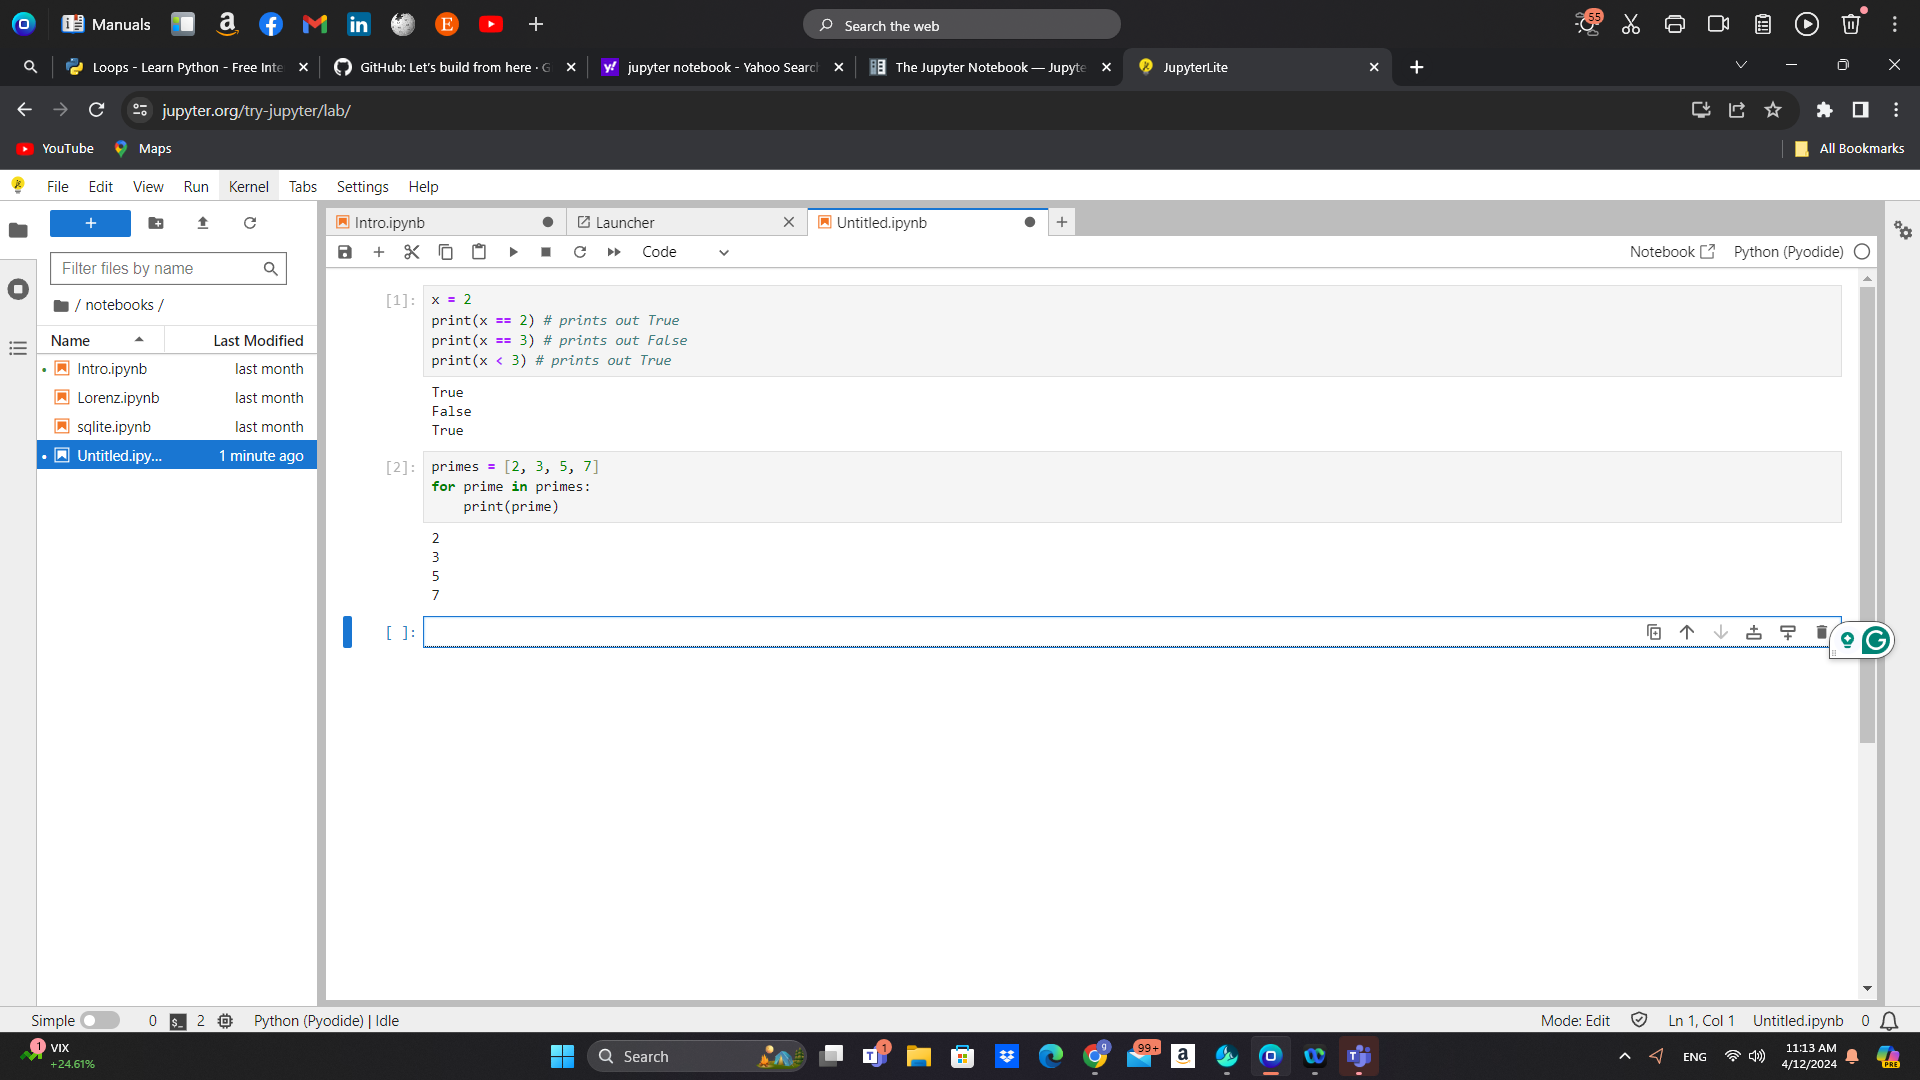 Manuals
Search the web
55
Loops - Learn Python - Free Inte
GitHub: Let's build from here · G
jupyter notebook - Yahoo Search
The Jupyter Notebook — Jupyte
JupyterLite
jupyter.org/try-jupyter/lab/
YouTube
Maps
All Bookmarks
File Edit View Run Kernel Tabs Settings Help
Intro.ipynb
Launcher
Untitled.ipynb
Code
Notebook
Python (Pyodide)
Filter files by name
/ notebooks /
Name
Last Modified
Intro.ipynb last month
Lorenz.ipynb last month
sqlite.ipynb last month
Untitled.ipy... 1 minute ago
[1]: x = 2
print(x == 2) # prints out True
print(x == 3) # prints out False
print(x < 3) # prints out True
True
False
True
[2]: primes = [2, 3, 5, 7]
for prime in primes:
    print(prime)
2
3
5
7
[ ]:
Simple
0
2
Python (Pyodide) | Idle
Mode: Edit
Ln 1, Col 1
Untitled.ipynb
0
1
VIX
+24.61%
Search
1
9
99+
ENG
11:13 AM
4/12/2024
PRE